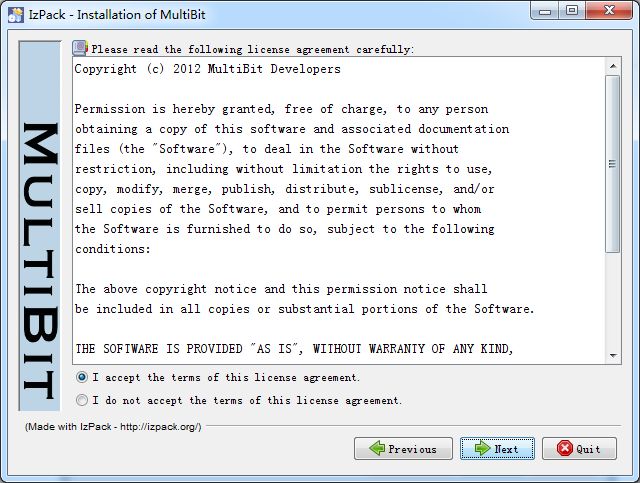 IzPack - Installation of MultiBit
Please read the following license agreement carefully:
Copyright (c) 2012 MultiBit Developers
Permission is hereby granted, free of charge, to any person
obtaining a copy of this software and associated documentation
files (the "Software"), to deal in the Software without
restriction, including without limitation the rights to use,
copy, modify, merge, publish, distribute, sublicense, and/or
sell copies of the Software, and to permit persons to whom
the Software is furnished to do so, subject to the following
conditions:
The above copyright notice and this permission notice shall
be included in all copies or substantial portions of the Software.
THE SOFTWARE IS PROVIDED "AS IS", WITHOUT WARRANTY OF ANY KIND,
MULTIBIT
I accept the terms of this license agreement.
I do not accept the terms of this license agreement.
(Made with IzPack - http://izpack.org/)
Previous
Next
Quit